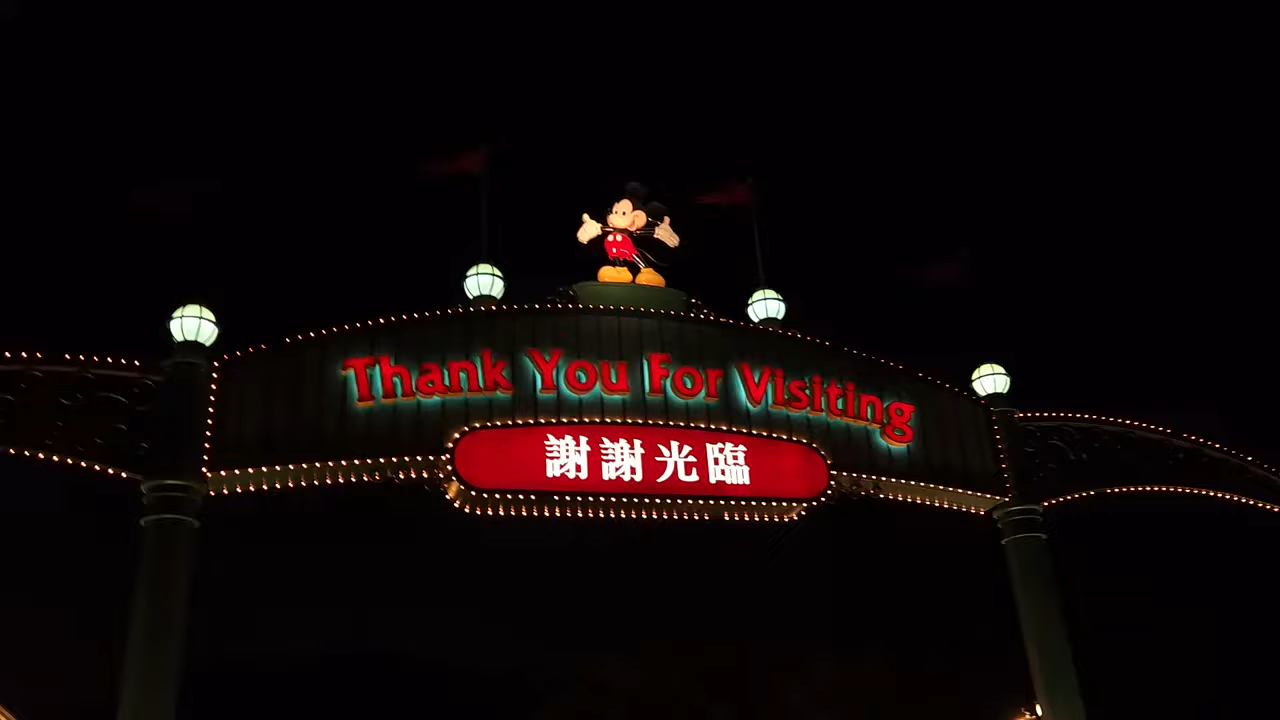 Thank You For Visiting
謝謝光臨